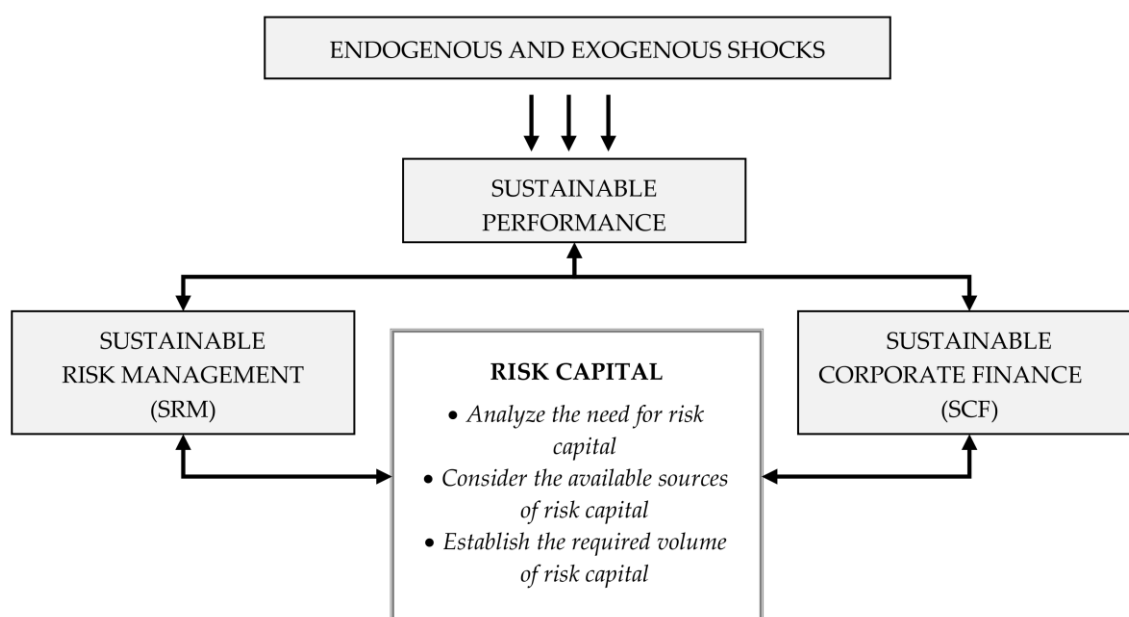 ENDOGENOUS AND EXOGENOUS SHOCKS
SUSTAINABLE
PERFORMANCE
SUSTAINABLE
RISK MANAGEMENT
(SRM)
RISK CAPITAL
• Analyze the need for risk
capital
• Consider the available sources
of risk capital
• Establish the required volume
of risk capital
SUSTAINABLE
CORPORATE FINANCE
(SCF)